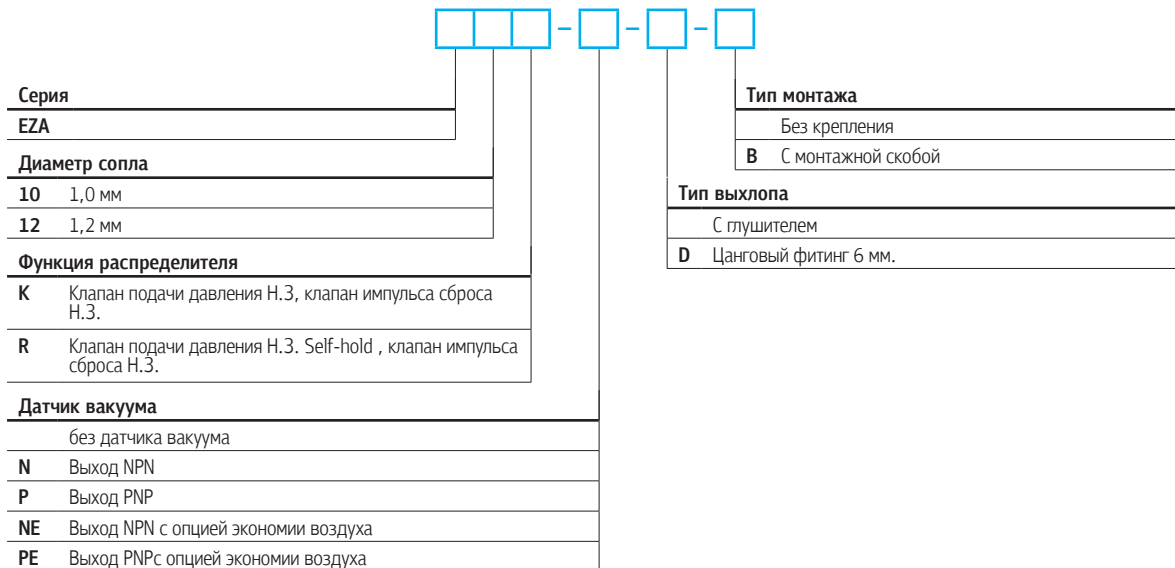 Серия
EZA
Диаметр сопла
10 1,0 мм
12 1,2 мм
Функция распределителя
K Клапан подачи давления Н.З, клапан импульса сброса
Н.З.
R Клапан подачи давления Н.З. Self-hold , клапан импульса
сброса Н.З.
Датчик вакуума
без датчика вакуума
N Выход NPN
P Выход PNP
NE Выход NPN с опцией экономии воздуха
PE Выход PNPс опцией экономии воздуха
Тип монтажа
Без крепления
B С монтажной скобой
Тип выхлопа
С глушителем
D Цанговый фитинг 6 мм.